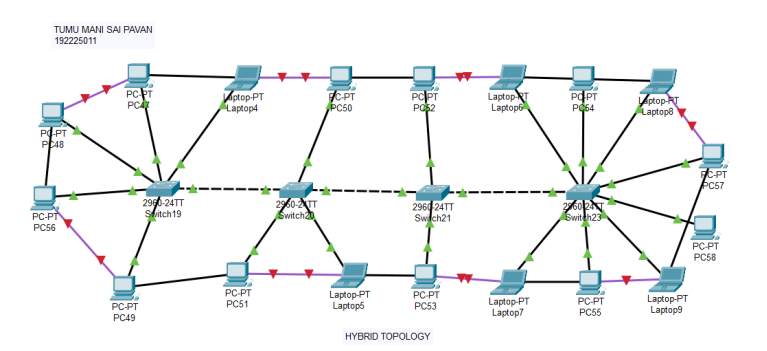 TUMU MANI SAI PAVAN
192225011
PC-PT
PC47
Laptop-PT
Laptop4
PC-PT
PC50
PC-PT
PC52
Laptop-PT
Laptop6
PC-PT
PC54
Laptop-PT
Laptop8
PC-PT
PC48
PC-PT
PC57
2960-24TT
Switch19
2960-24TT
Switch20
2960-24TT
Switch21
2960-24TT
Switch23
PC-PT
PC56
PC-PT
PC58
PC-PT
PC49
PC-PT
PC51
Laptop-PT
Laptop5
PC-PT
PC53
Laptop-PT
Laptop7
PC-PT
PC55
Laptop-PT
Laptop9
HYBRID TOPOLOGY